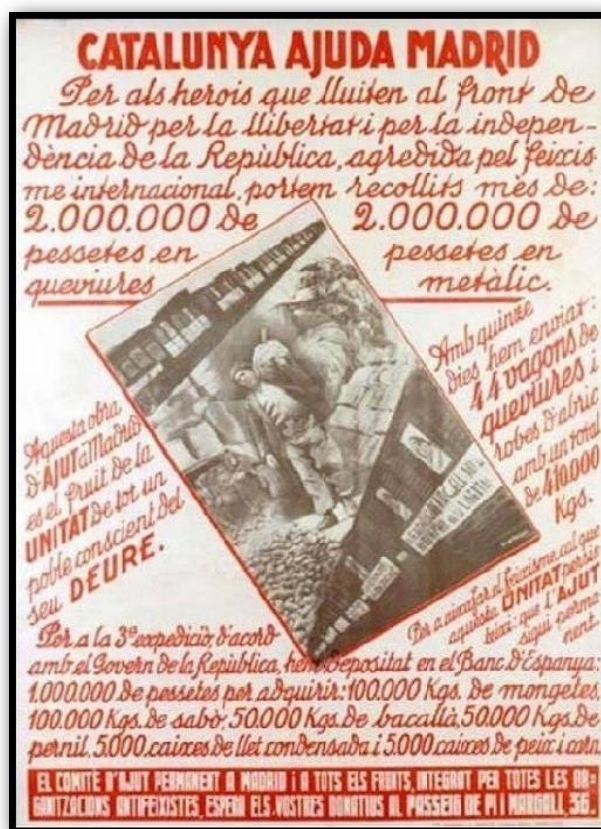 CATALUNYA AJUDA MADRID
Per als herois que lluiten al front de
Madrid per la llibertat i per la indepen-
dència de la República, agredida pel feixis
me internacional, portem recollits més de:
2.000.000 de
pessetes en
queviures
2.000.000 de
pessetes en
metàlic.
Amb quinze
dies hem enviat:
44 vagons de
queviures i
robes d'abric
amb un total
de 410.000
Kgs.
Aquesta obra
d'AJUT a Madrid
es el fruit de la
UNITAT de tot un
poble conscient del
seu DEURE.
Per a aixafar el feixisme cal que
aquesta UNITAT persis
teixi: que l'AJUT
sigui perma
nent.
Per a la 3ª expedició, d'acord
amb el Govern de la República, hem depositat en el Banc d'Espanya:
1.000.000 de pessetes per adquirir: 100.000 Kgs. de mongetes,
100.000 Kgs. de sabó, 50.000 Kgs. de bacallà, 50.000 Kgs. de
pernil, 5.000 caixes de llet condensada i 5.000 caixes de peix i carn.
EL COMITÈ D'AJUT PERMANENT A MADRID I A TOTS ELS FRONTS, INTEGRAT PER TOTES LES OR=
GANITZACIONS ANTIFEIXISTES, ESPERA ELS VOSTRES DONATIUS AL PASSEIG DE PI I MARGALL, 36.